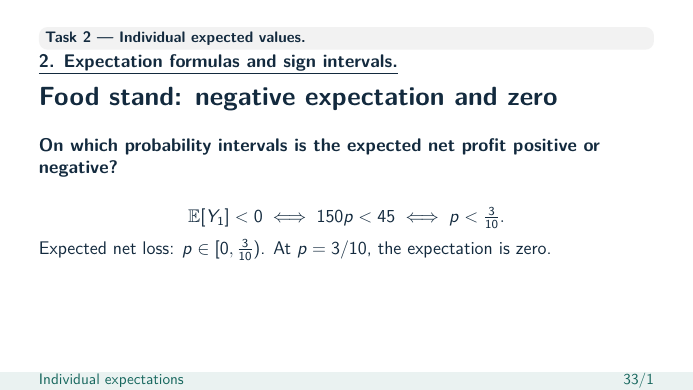 Task 2 — Individual expected values.
2. Expectation formulas and sign intervals.
Food stand: negative expectation and zero
On which probability intervals is the expected net profit positive or
negative?
𝔼[Y₁] < 0 ⟺ 150p < 45 ⟺ p < 3/10.
Expected net loss: p ∈ [0, 3/10). At p = 3/10, the expectation is zero.
Individual expectations 33/1